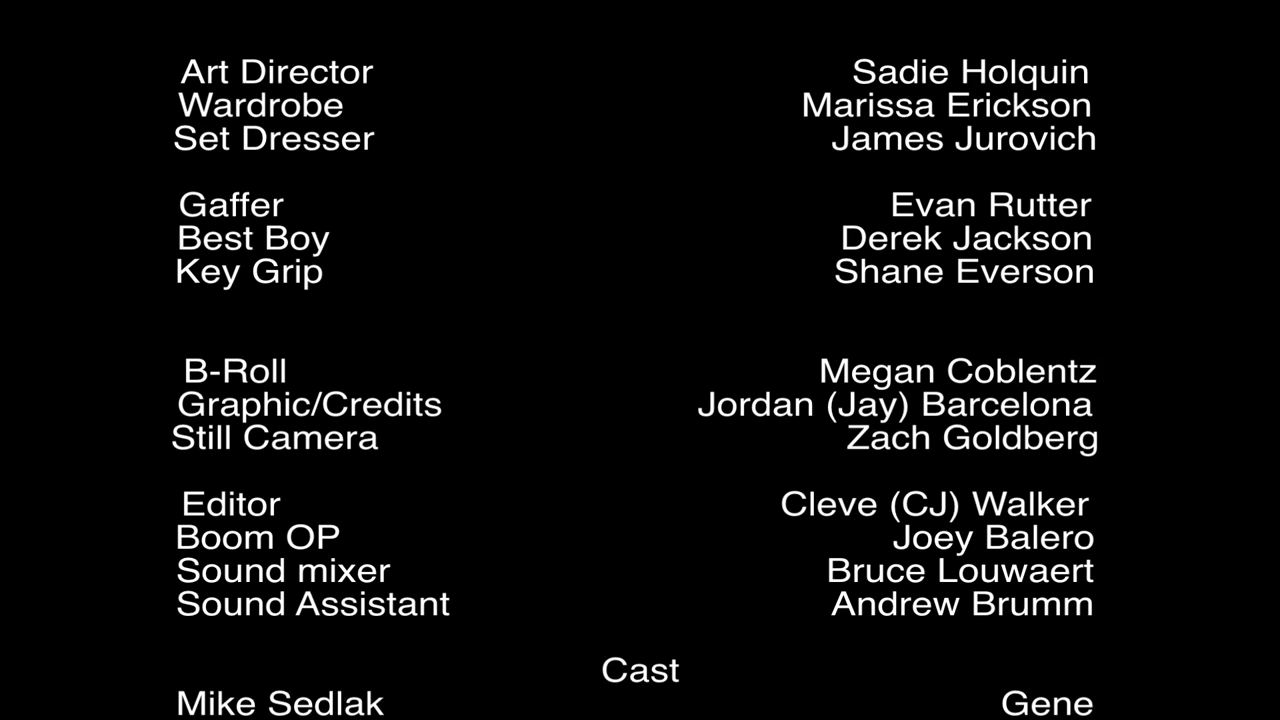 Art Director Sadie Holquin
Wardrobe Marissa Erickson
Set Dresser James Jurovich
Gaffer Evan Rutter
Best Boy Derek Jackson
Key Grip Shane Everson
B-Roll Megan Coblentz
Graphic/Credits Jordan (Jay) Barcelona
Still Camera Zach Goldberg
Editor Cleve (CJ) Walker
Boom OP Joey Balero
Sound mixer Bruce Louwaert
Sound Assistant Andrew Brumm
Cast
Mike Sedlak Gene